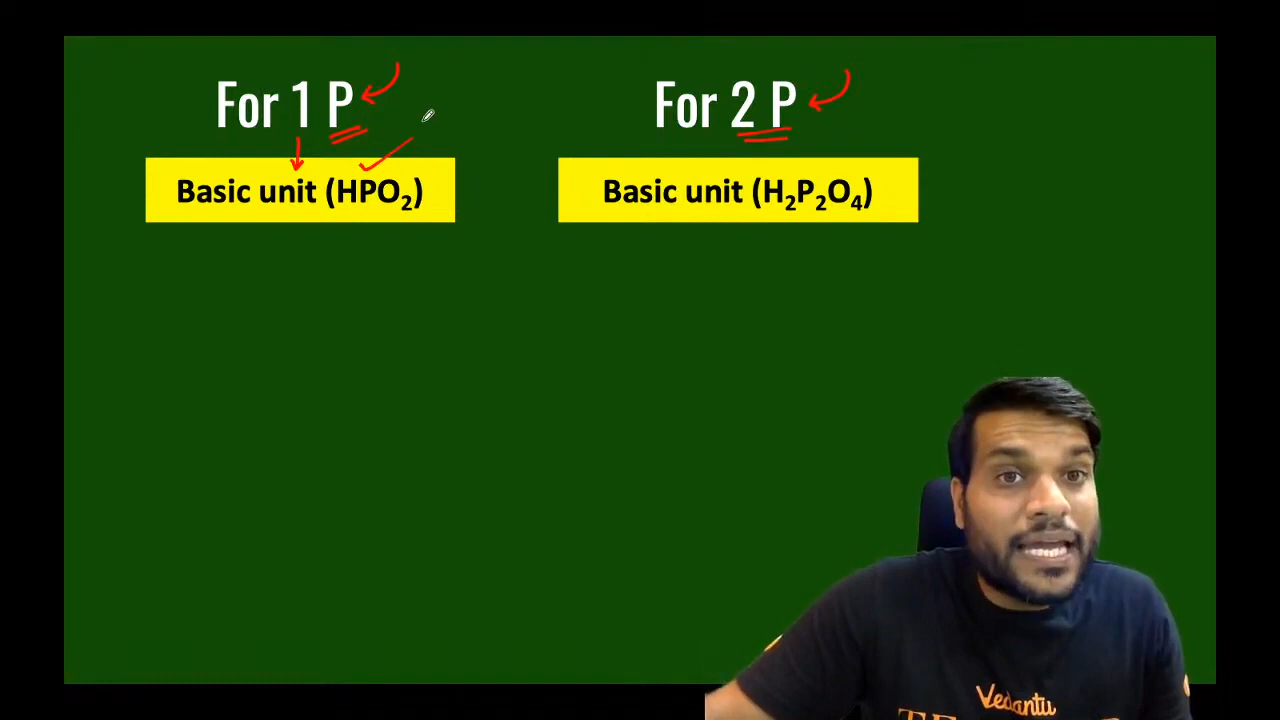 For 1 P
Basic unit (HPO₂)
For 2 P
Basic unit (H₂P₂O₄)
Vedantu